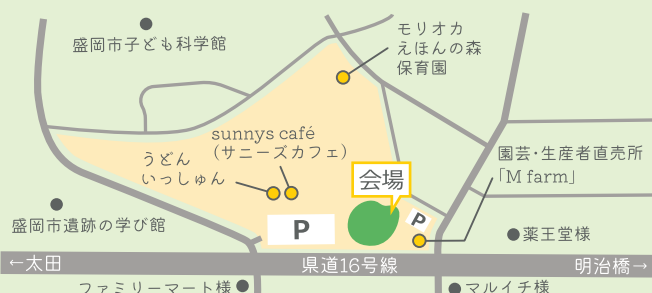 モリオカ
えほんの森
保育園
盛岡市子ども科学館
sunnys café
(サニーズカフェ)
うどん
いっしゅん
園芸・生産者直売所
「M farm」
会場
P
P
盛岡市遺跡の学び館
薬王堂様
←太田
県道16号線
明治橋→
ファミリーマート様
マルイチ様